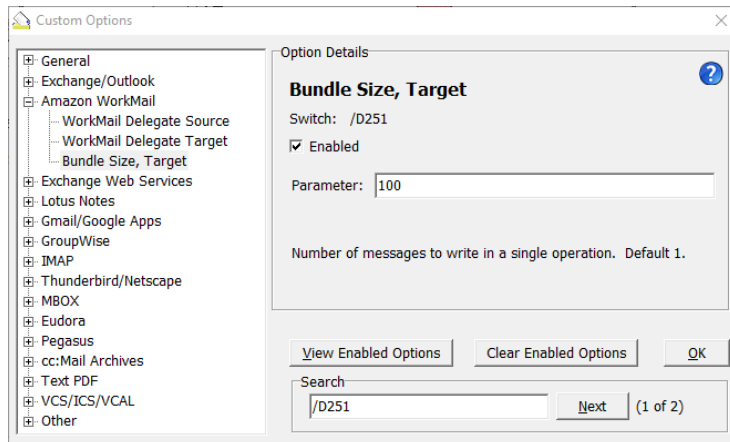 Custom Options
General
Exchange/Outlook
Amazon WorkMail
WorkMail Delegate Source
WorkMail Delegate Target
Bundle Size, Target
Exchange Web Services
Lotus Notes
Gmail/Google Apps
GroupWise
IMAP
Thunderbird/Netscape
MBOX
Eudora
Pegasus
cc:Mail Archives
Text PDF
VCS/ICS/VCAL
Other
Option Details
?
Bundle Size, Target
Switch: /D251
Enabled
Parameter: 100
Number of messages to write in a single operation. Default 1.
View Enabled Options Clear Enabled Options OK
Search
/D251 Next (1 of 2)